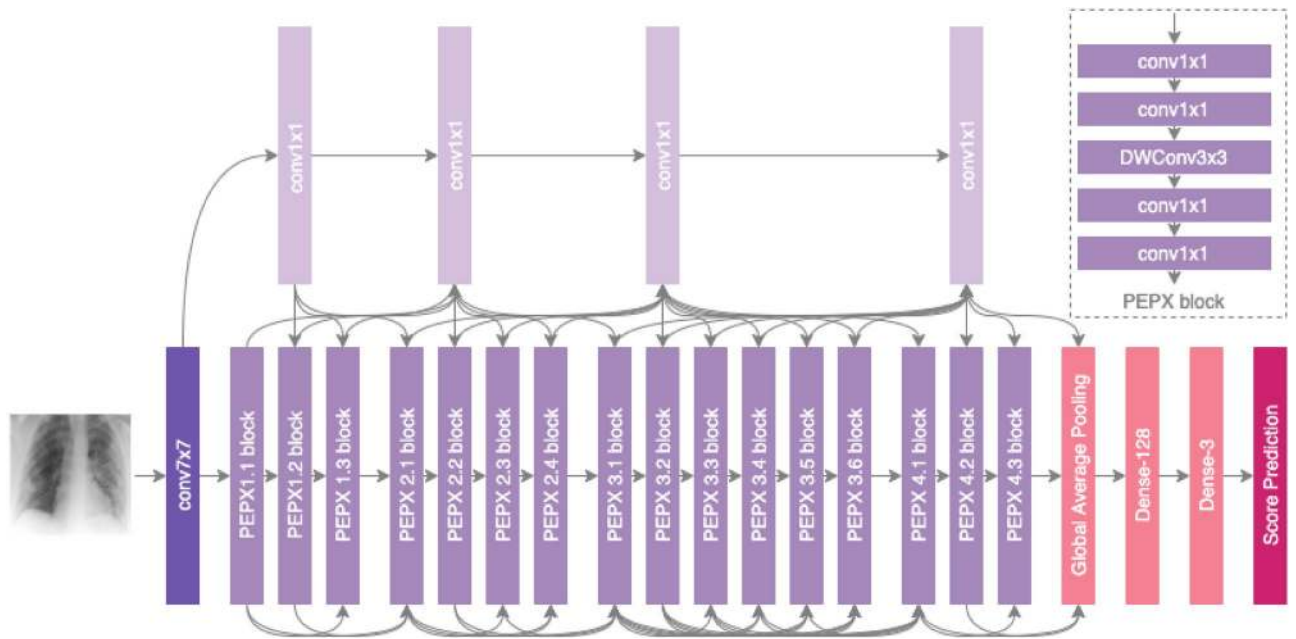 conv1x1
conv1x1
conv1x1
conv1x1
conv1x1
conv1x1
DWConv3x3
conv1x1
conv1x1
PEPX block
conv7x7
PEPX1.1 block
PEPX1.2 block
PEPX 1.3 block
PEPX 2.1 block
PEPX 2.2 block
PEPX 2.3 block
PEPX 2.4 block
PEPX 3.1 block
PEPX 3.2 block
PEPX 3.3 block
PEPX 3.4 block
PEPX 3.5 block
PEPX 3.6 block
PEPX 4.1 block
PEPX 4.2 block
PEPX 4.3 block
Global Average Pooling
Dense-128
Dense-3
Score Prediction